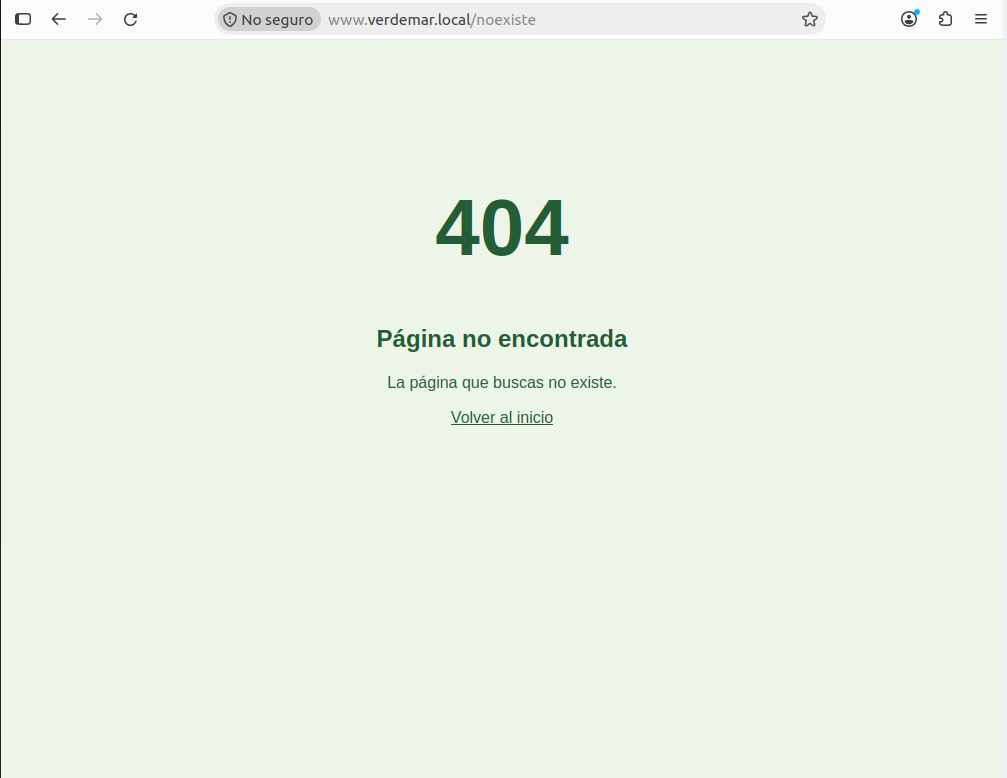 No seguro www.verdemar.local/noexiste
404
Página no encontrada
La página que buscas no existe.
Volver al inicio